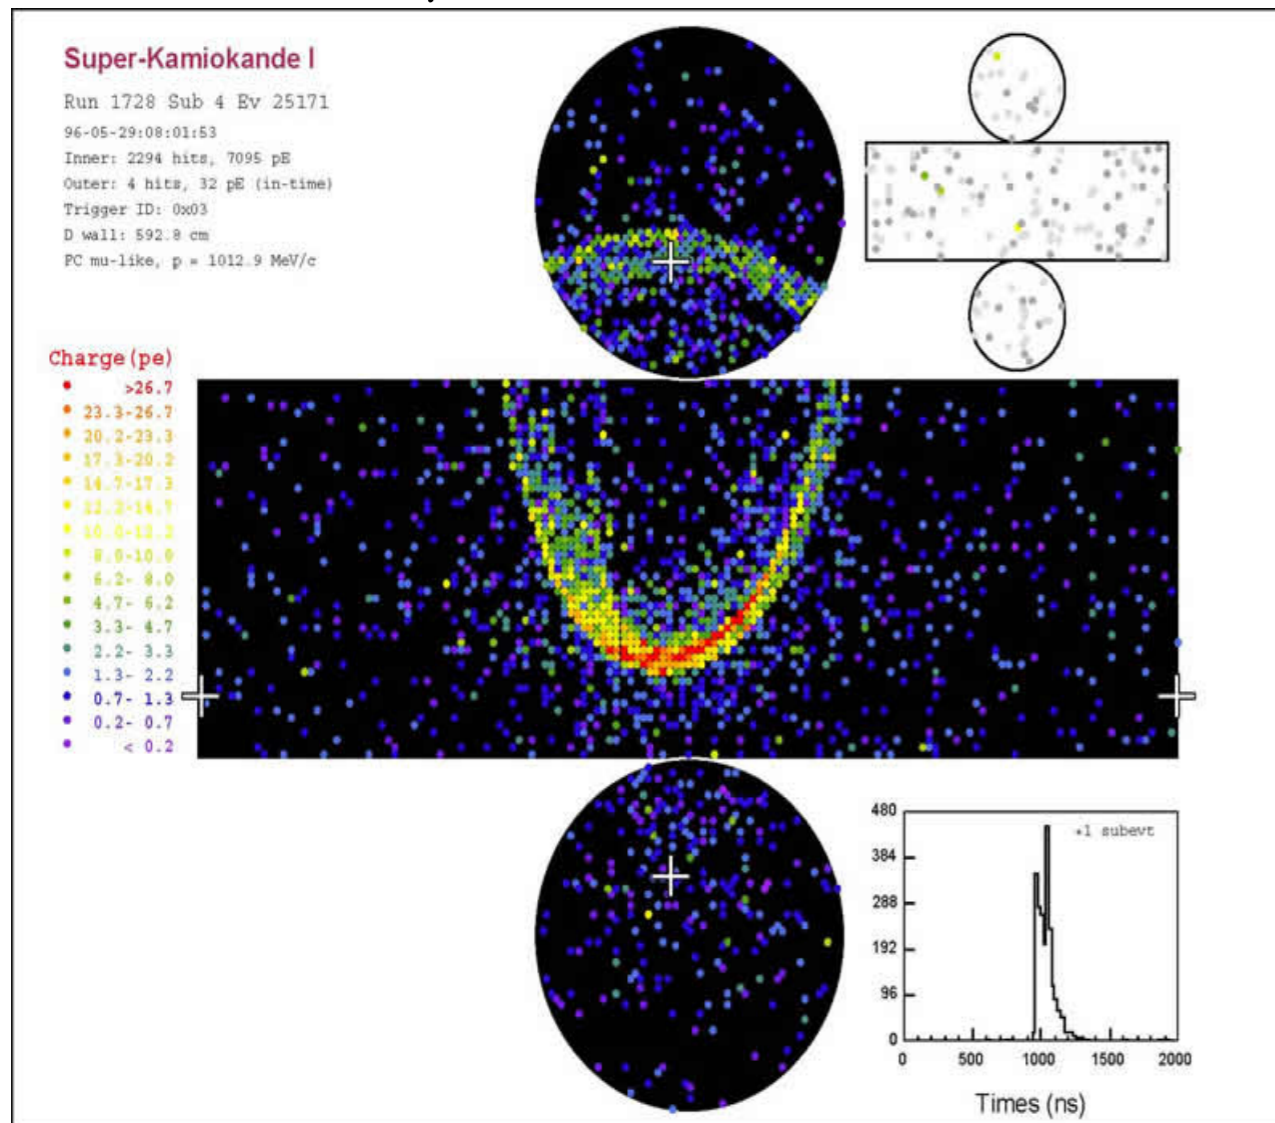 Super-Kamiokande I
Run 1728 Sub 4 Ev 25171
96-05-29:08:01:53
Inner: 2294 hits, 7095 pE
Outer: 4 hits, 32 pE (in-time)
Trigger ID: 0x03
D wall: 592.8 cm
FC mu-like, p = 1012.9 MeV/c
Charge(pe)
>26.7
23.3-26.7
20.2-23.3
17.3-20.2
14.7-17.3
12.2-14.7
10.0-12.2
8.0-10.0
6.2- 8.0
4.7- 6.2
3.3- 4.7
2.2- 3.3
1.3- 2.2
0.7- 1.3
0.2- 0.7
< 0.2
480
384
288
192
96
0
1 subevt
0 500 1000 1500 2000
Times (ns)